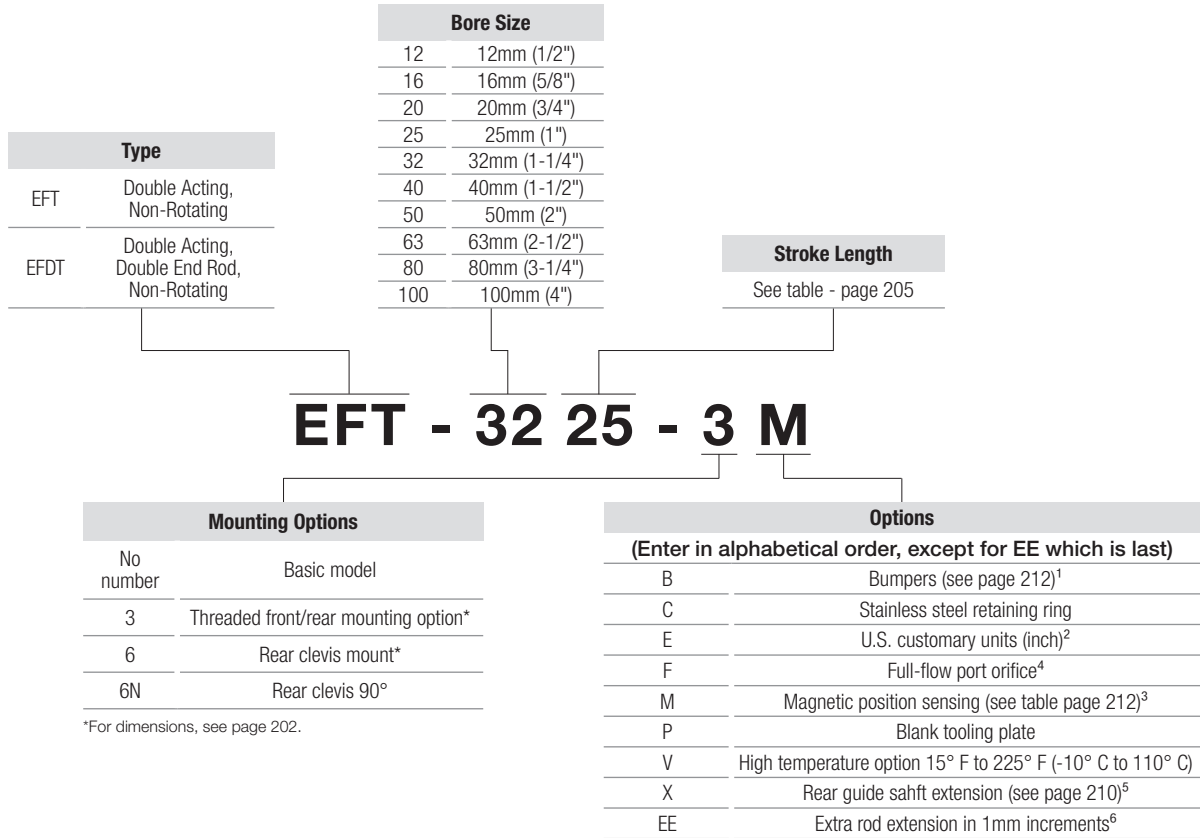 Bore Size
12 12mm (1/2")
16 16mm (5/8")
20 20mm (3/4")
25 25mm (1")
32 32mm (1-1/4")
40 40mm (1-1/2")
50 50mm (2")
63 63mm (2-1/2")
80 80mm (3-1/4")
100 100mm (4")
Type
EFT Double Acting,
Non-Rotating
EFDT Double Acting,
Double End Rod,
Non-Rotating
Stroke Length
See table - page 205
EFT - 32 25 - 3 M
Mounting Options
No
number Basic model
3 Threaded front/rear mounting option*
6 Rear clevis mount*
6N Rear clevis 90°
*For dimensions, see page 202.
Options
(Enter in alphabetical order, except for EE which is last)
B Bumpers (see page 212)¹
C Stainless steel retaining ring
E U.S. customary units (inch)²
F Full-flow port orifice⁴
M Magnetic position sensing (see table page 212)³
P Blank tooling plate
V High temperature option 15° F to 225° F (-10° C to 110° C)
X Rear guide sahft extension (see page 210)⁵
EE Extra rod extension in 1mm increments⁶